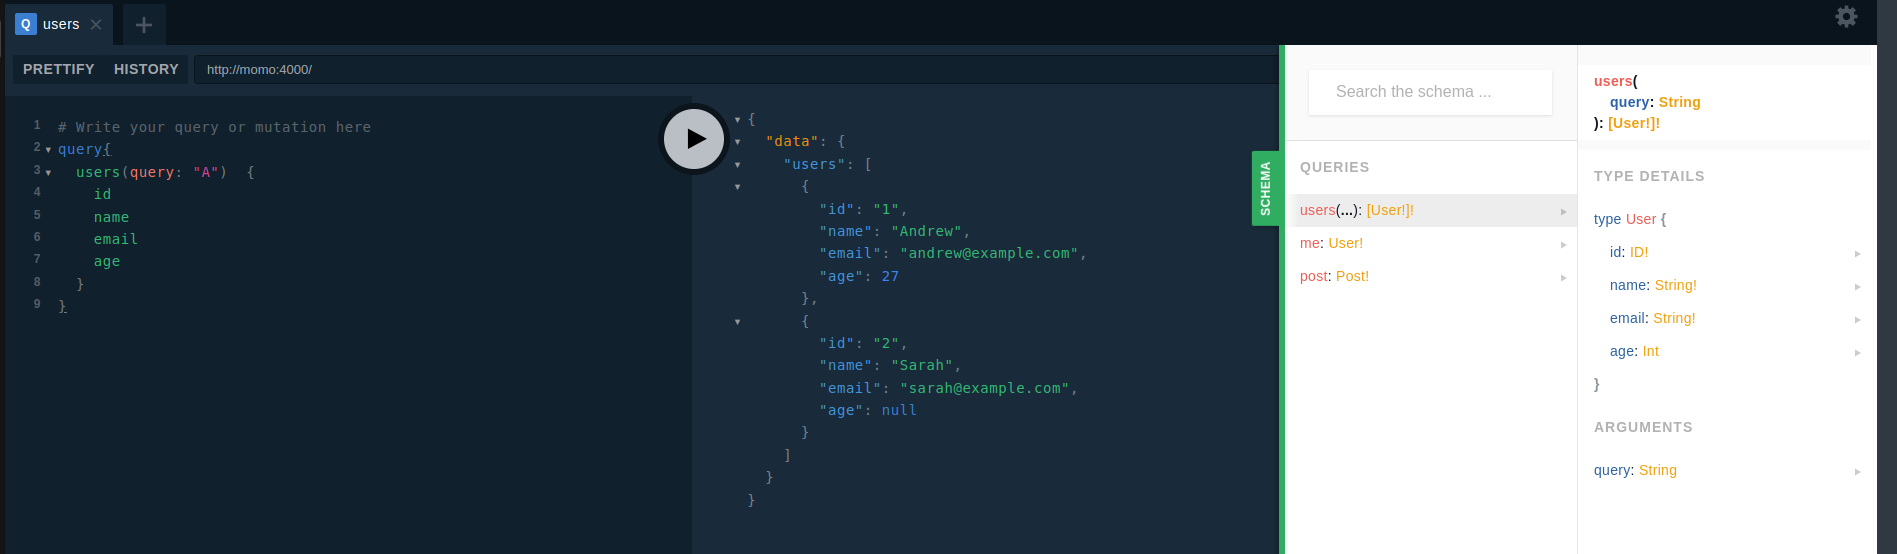 Q users
PRETTIFY HISTORY http://momo:4000/
1 # Write your query or mutation here
2 query{
3 users(query: "A") {
4 id
5 name
6 email
7 age
8 }
9 }
{
"data": {
"users": [
{
"id": "1",
"name": "Andrew",
"email": "andrew@example.com",
"age": 27
},
{
"id": "2",
"name": "Sarah",
"email": "sarah@example.com",
"age": null
}
]
}
}
SCHEMA
Search the schema ...
QUERIES
users(...): [User!]!
me: User!
post: Post!
users(
query: String
): [User!]!
TYPE DETAILS
type User {
id: ID!
name: String!
email: String!
age: Int
}
ARGUMENTS
query: String